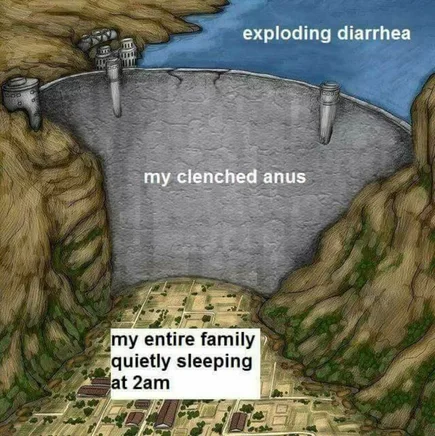 exploding diarrhea
my clenched anus
my entire family
quietly sleeping
at 2am